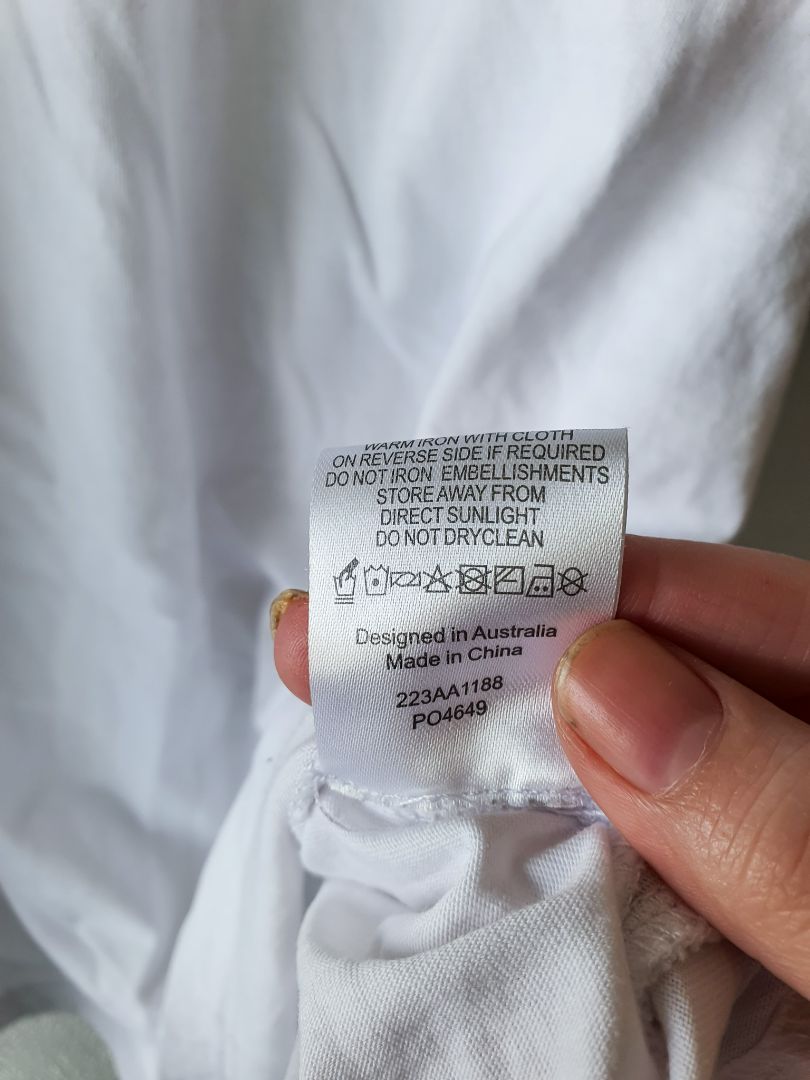 WARM IRON WITH CLOTH
ON REVERSE SIDE IF REQUIRED
DO NOT IRON EMBELLISHMENTS
STORE AWAY FROM
DIRECT SUNLIGHT
DO NOT DRYCLEAN
Designed in Australia
Made in China
223AA1188
PO4649